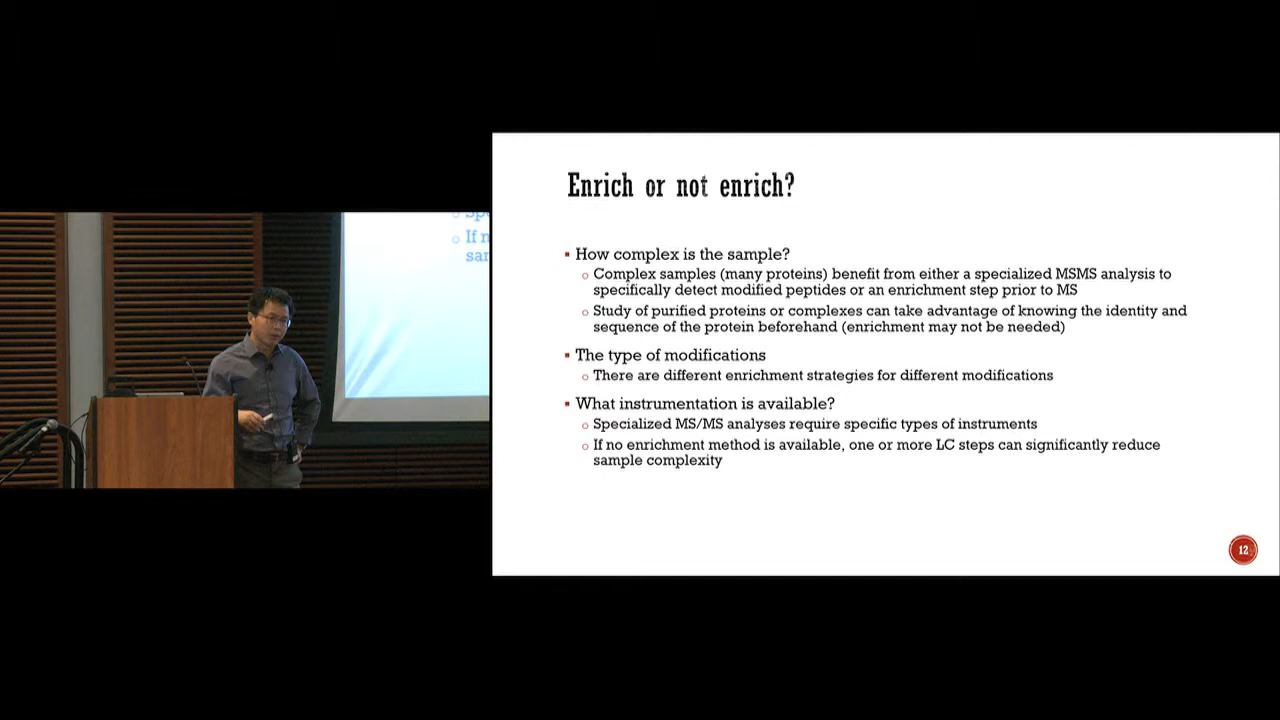 Enrich or not enrich?
▪ How complex is the sample?
○ Complex samples (many proteins) benefit from either a specialized MSMS analysis to
specifically detect modified peptides or an enrichment step prior to MS
○ Study of purified proteins or complexes can take advantage of knowing the identity and
sequence of the protein beforehand (enrichment may not be needed)
▪ The type of modifications
○ There are different enrichment strategies for different modifications
▪ What instrumentation is available?
○ Specialized MS/MS analyses require specific types of instruments
○ If no enrichment method is available, one or more LC steps can significantly reduce
sample complexity
12
○ If n
sam